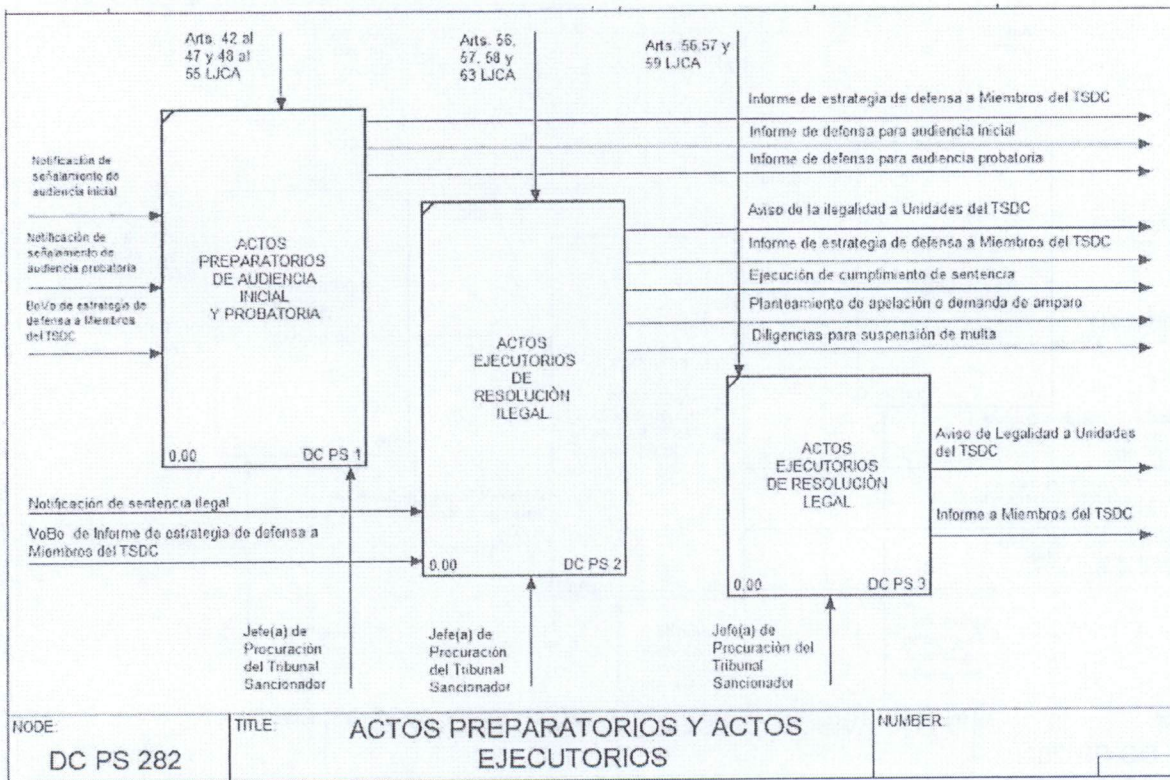 Arts. 42 al
47 y 48 al
55 LJCA
Arts. 56,
57, 58 y
63 LJCA
Arts. 56,57 y
59 LJCA
Notificación de
señalamiento de
audiencia inicial
Notificación de
señalamiento de
audiencia probatoria
BoVo de estrategia de
defensa a Miembros
del TSDC
ACTOS
PREPARATORIOS
DE AUDIENCIA
INICIAL
Y PROBATORIA
0.00
DC PS 1
Informe de estrategia de defensa a Miembros del TSDC
Informe de defensa para audiencia inicial
Informe de defensa para audiencia probatoria
Notificación de sentencia ilegal
VoBo de Informe de estrategia de defensa a
Miembros del TSDC
ACTOS
EJECUTORIOS
DE
RESOLUCIÒN
ILEGAL
0.00
DC PS 2
Aviso de la ilegalidad a Unidades del TSDC
Informe de estrategia de defensa a Miembros del TSDC
Ejecución de cumplimiento de sentencia
Planteamiento de apelación o demanda de amparo
Diligencias para suspensión de multa
ACTOS
EJECUTORIOS
DE RESOLUCIÒN
LEGAL
0.00
DC PS 3
Aviso de Legalidad a Unidades
del TSDC
Informe a Miembros del TSDC
Jefe(a) de
Procuración
del Tribunal
Sancionador
Jefe(a) de
Procuración
del Tribunal
Sancionador
Jefe(a) de
Procuración del
Tribunal
Sancionador
NODE:
DC PS 282
TITLE:
ACTOS PREPARATORIOS Y ACTOS
EJECUTORIOS
NUMBER: